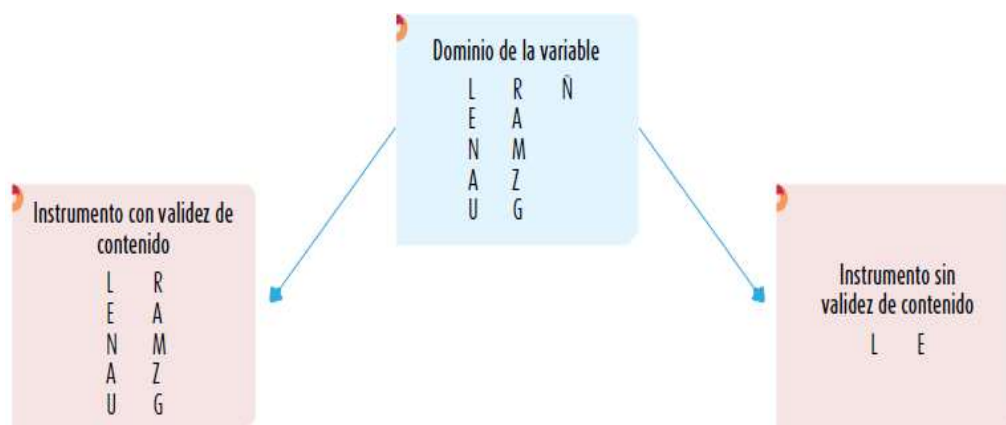 Dominio de la variable
L R Ñ
E A
N M
A Z
U G
Instrumento con validez de
contenido
L R
E A
N M
A Z
U G
Instrumento sin
validez de contenido
L E